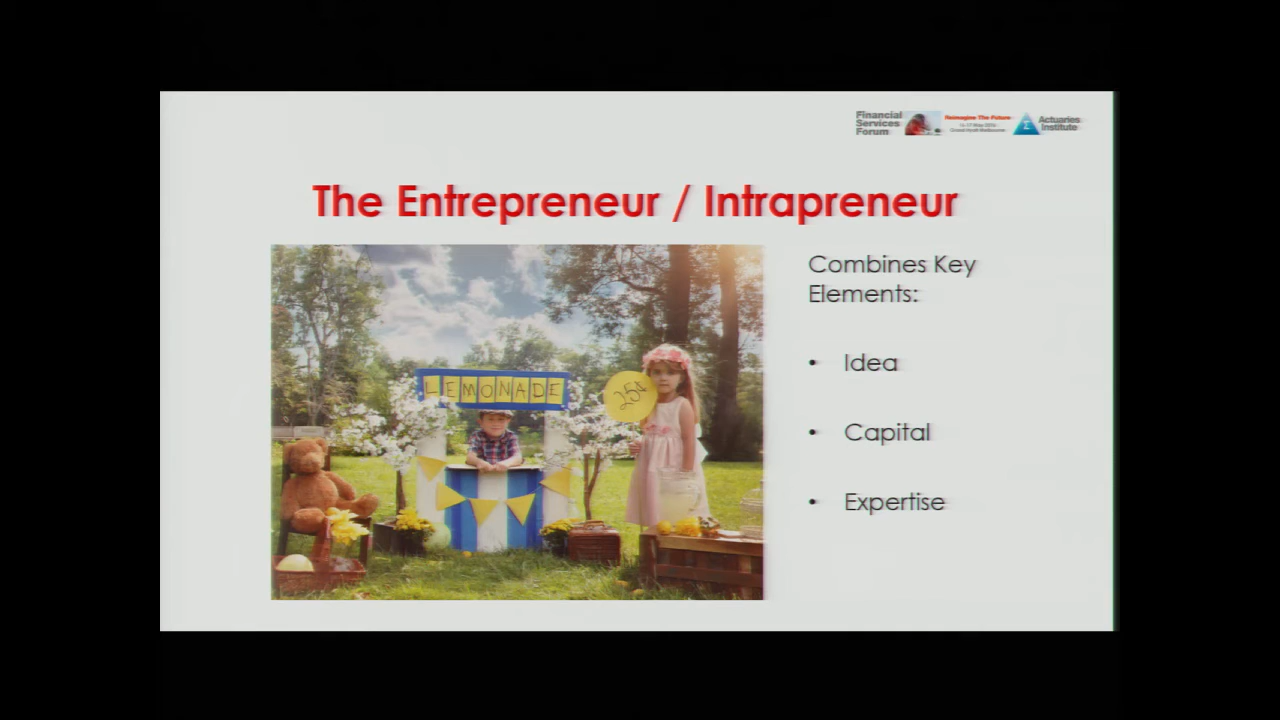 Financial
Services
Forum
Reimagine The Future
Actuaries
Institute
The Entrepreneur / Intrapreneur
Combines Key
Elements:
• Idea
• Capital
• Expertise
LEMONADE
25¢